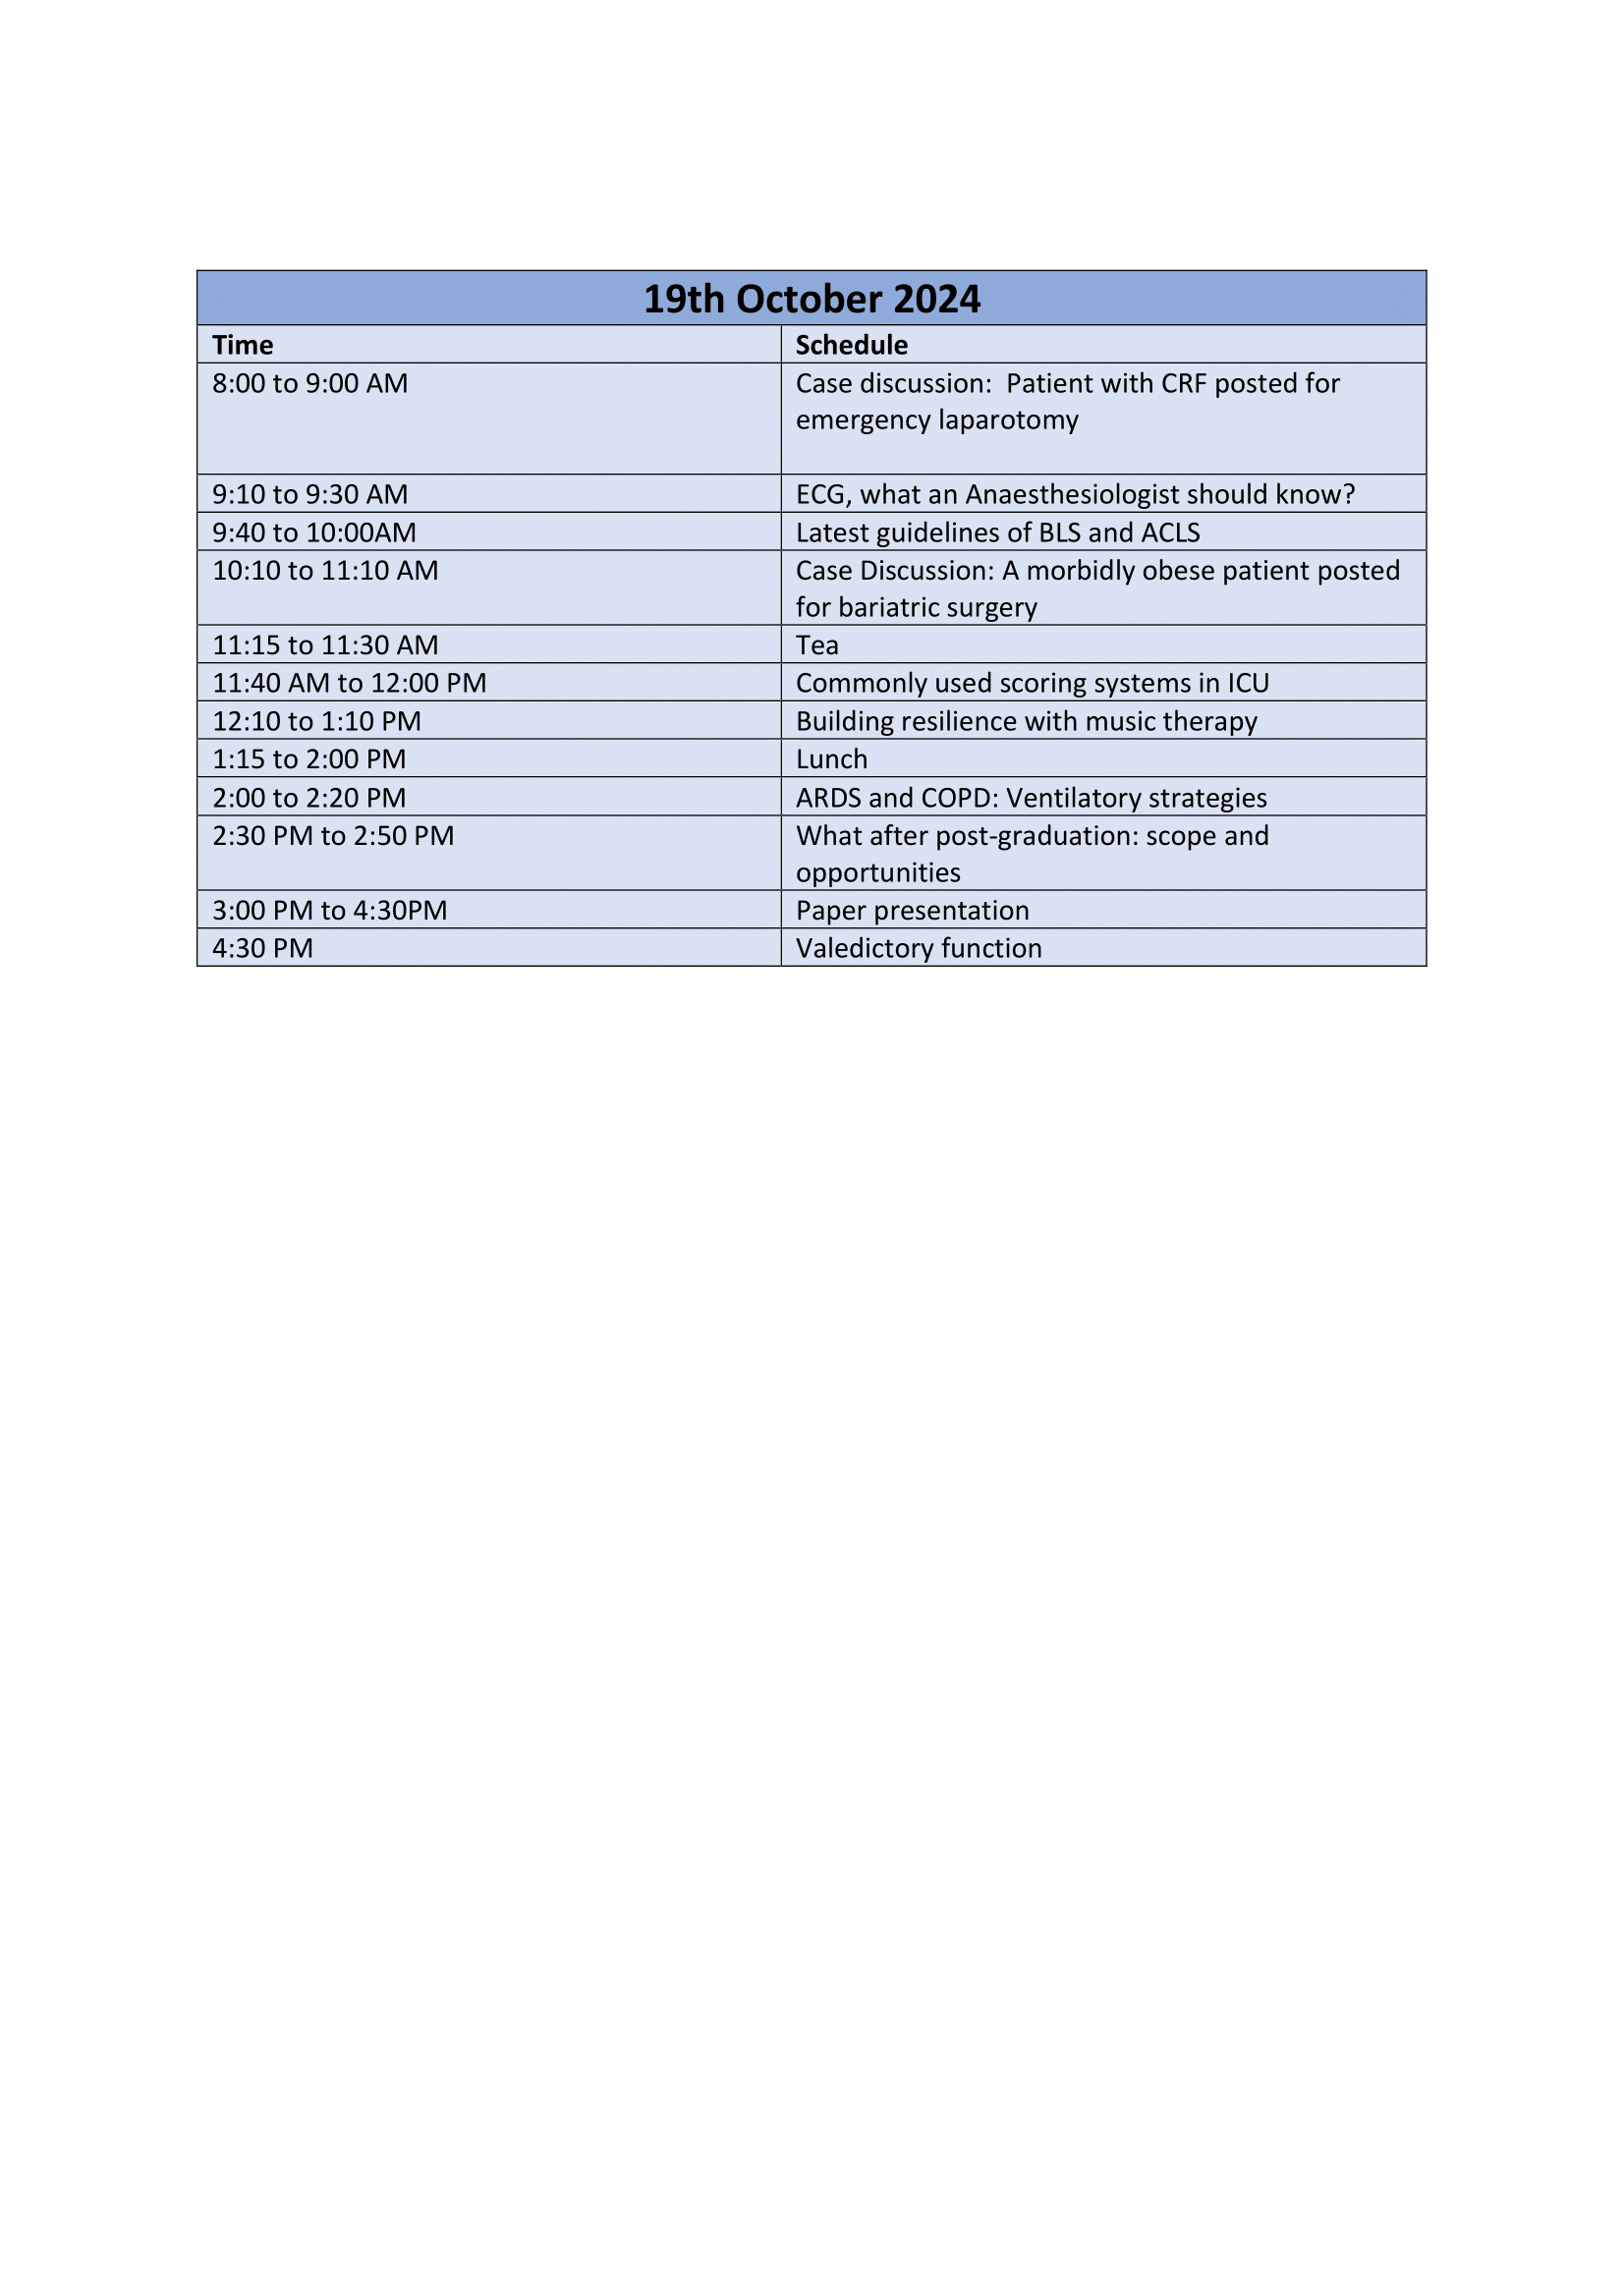 19th October 2024
Time Schedule
8:00 to 9:00 AM Case discussion:  Patient with CRF posted for
emergency laparotomy
9:10 to 9:30 AM ECG, what an Anaesthesiologist should know?
9:40 to 10:00AM Latest guidelines of BLS and ACLS
10:10 to 11:10 AM Case Discussion: A morbidly obese patient posted
for bariatric surgery
11:15 to 11:30 AM Tea
11:40 AM to 12:00 PM Commonly used scoring systems in ICU
12:10 to 1:10 PM Building resilience with music therapy
1:15 to 2:00 PM Lunch
2:00 to 2:20 PM ARDS and COPD: Ventilatory strategies
2:30 PM to 2:50 PM What after post-graduation: scope and
opportunities
3:00 PM to 4:30PM Paper presentation
4:30 PM Valedictory function